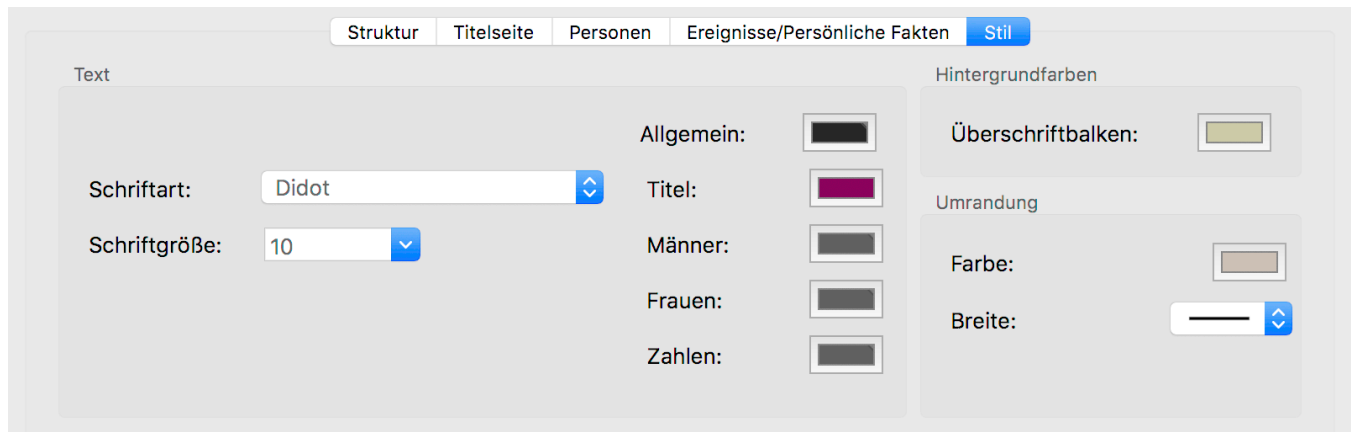 Struktur Titelseite Personen Ereignisse/Persönliche Fakten Stil
Text
Allgemein:
Schriftart: Didot
Titel:
Schriftgröße: 10
Männer:
Frauen:
Zahlen:
Hintergrundfarben
Überschriftbalken:
Umrandung
Farbe:
Breite: